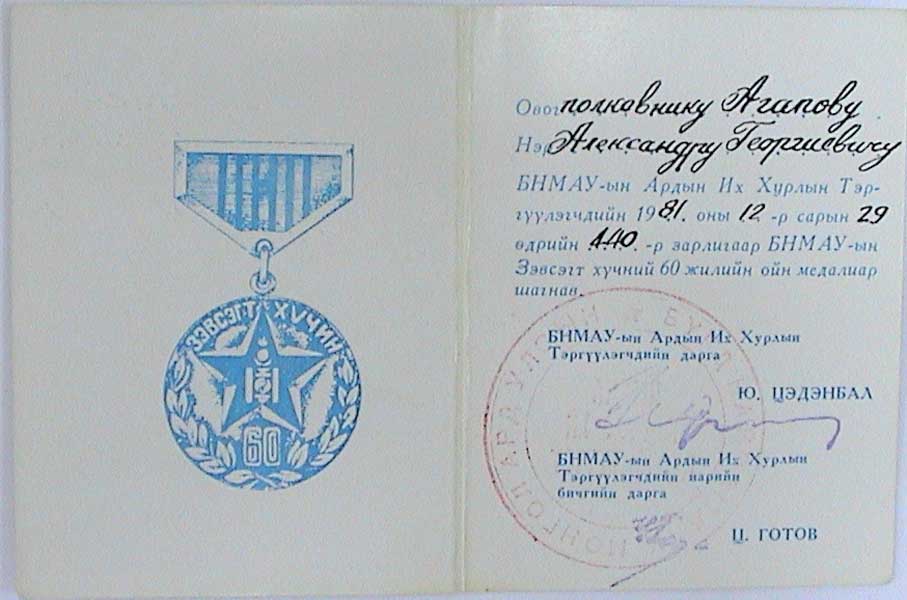 ЗЭВСЭГТ ХҮЧИН
60
Овог полковнику Агапову
Нэр Александру Георгиевичу
БНМАУ-ын Ардын Их Хурлын Тэр-
гүүлэгчдийн 1981. оны 12 -р сарын 29
өдрийн 440. -р зарлигаар БНМАУ-ын
Зэвсэгт хүчний 60 жилийн ойн медалиар
шагнав.
БНМАУ-ын Ардын Их Хурлын
Тэргүүлэгчдийн дарга
Ю. ЦЭДЭНБАЛ
БНМАУ-ын Ардын Их Хурлын
Тэргүүлэгчдийн нарийн
бичгийн дарга
Ц. ГОТОВ